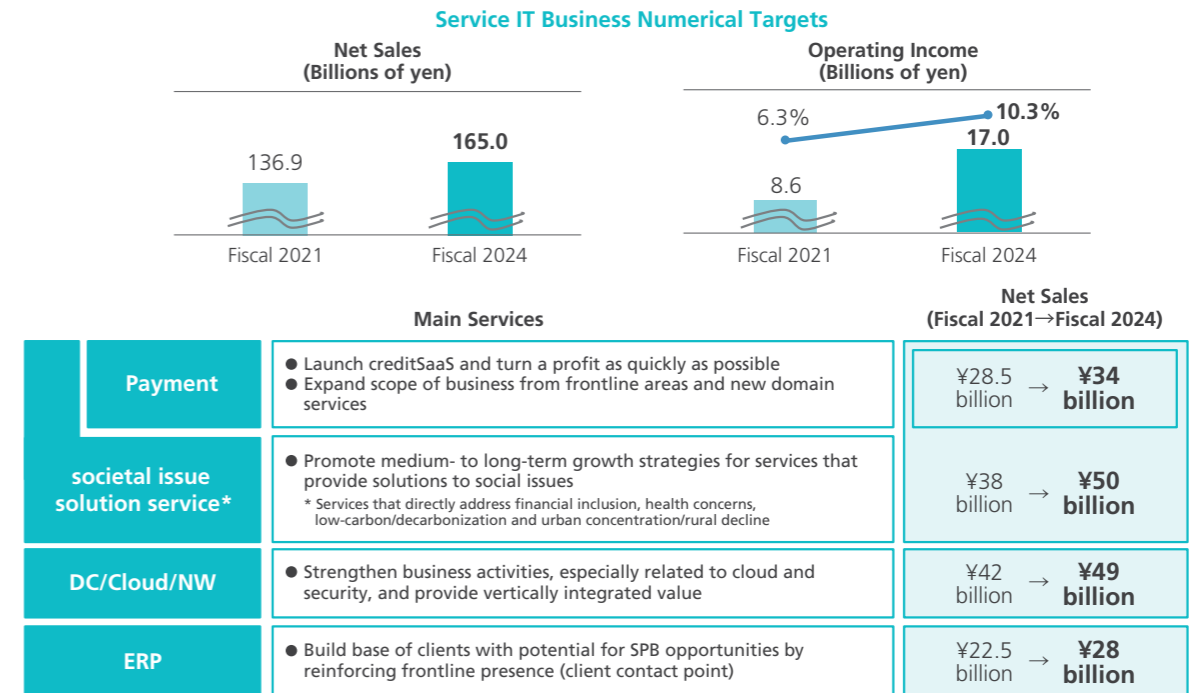 Service IT Business Numerical Targets
Net Sales
(Billions of yen)
136.9
165.0
Fiscal 2021
Fiscal 2024
Operating Income
(Billions of yen)
6.3%
10.3%
8.6
17.0
Fiscal 2021
Fiscal 2024
Main Services
Net Sales
(Fiscal 2021→Fiscal 2024)
Payment
● Launch creditSaaS and turn a profit as quickly as possible
● Expand scope of business from frontline areas and new domain
services
¥28.5
billion
→
¥34
billion
societal issue
solution service*
● Promote medium- to long-term growth strategies for services that
provide solutions to social issues
* Services that directly address financial inclusion, health concerns,
low-carbon/decarbonization and urban concentration/rural decline
¥38
billion
→
¥50
billion
DC/Cloud/NW
● Strengthen business activities, especially related to cloud and
security, and provide vertically integrated value
¥42
billion
→
¥49
billion
ERP
● Build base of clients with potential for SPB opportunities by
reinforcing frontline presence (client contact point)
¥22.5
billion
→
¥28
billion